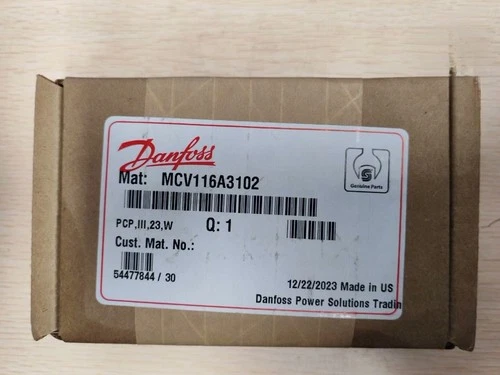 Danfoss
Genuine Parts
Mat: MCV116A3102
PCP,III,23,W Q: 1
Cust. Mat. No.:
54477844 / 30
12/22/2023 Made in US
Danfoss Power Solutions Tradin